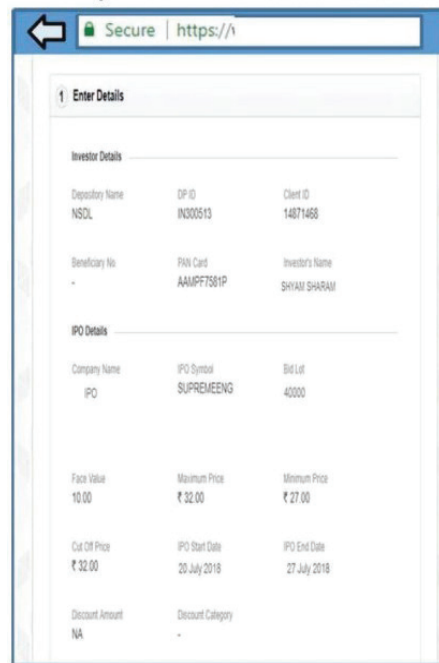 Secure | https://
1 Enter Details
Investor Details
Depository Name DP ID Client ID
NSDL IN300513 14871468
Beneficiary No PAN Card Investor's Name
- AAMPF7581P SHYAM SHARAM
IPO Details
Company Name IPO Symbol Bid Lot
IPO SUPREMEENG 40000
Face Value Maximum Price Minimum Price
10.00 ₹ 32.00 ₹ 27.00
Cut Off Price IPO Start Date IPO End Date
₹ 32.00 20 July 2018 27 July 2018
Discount Amount Discount Category
NA -